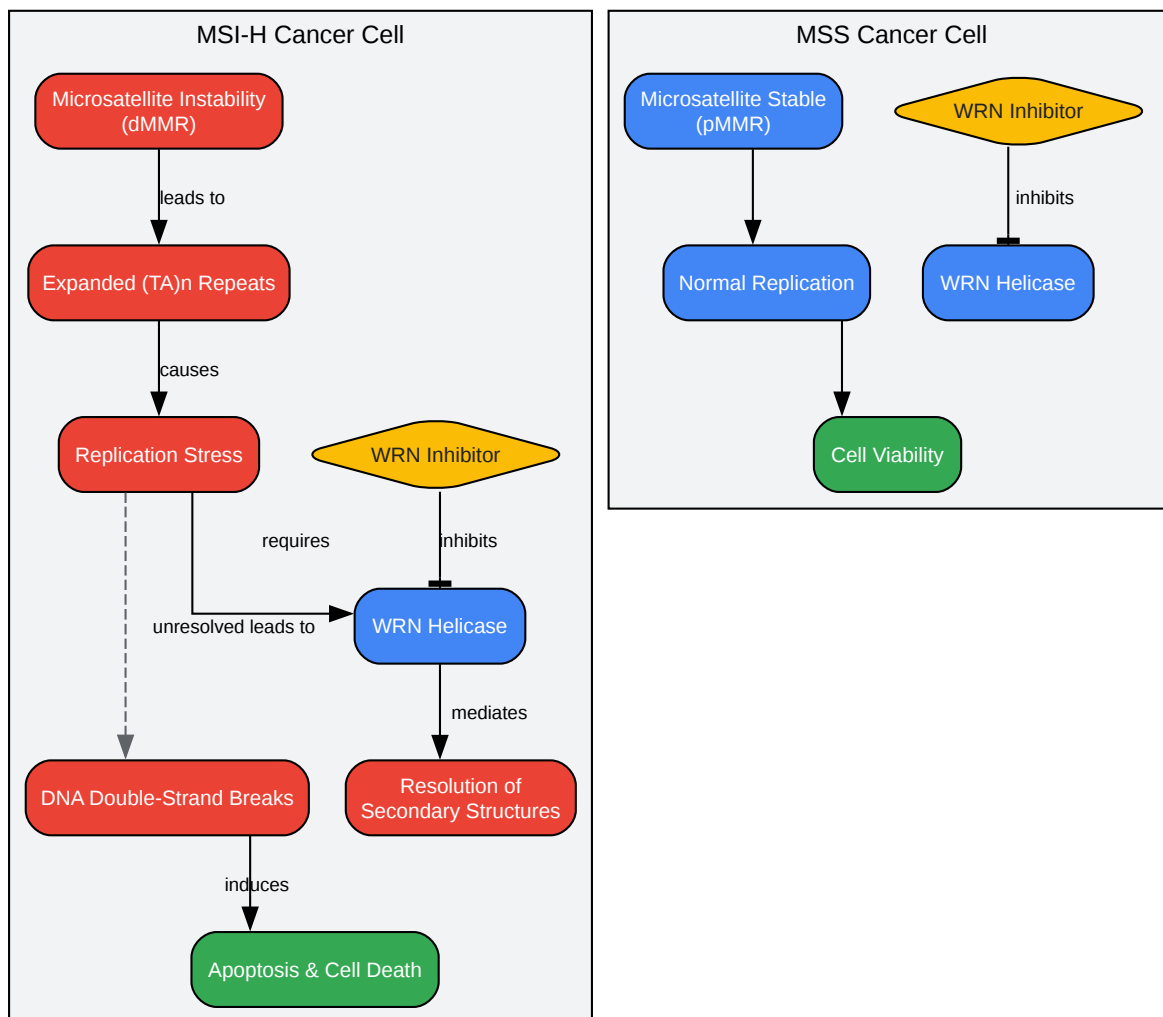 MSI-H Cancer Cell
Microsatellite Instability
(dMMR)
leads to
Expanded (TA)n Repeats
causes
Replication Stress
WRN Inhibitor
requires
inhibits
unresolved leads to
WRN Helicase
mediates
DNA Double-Strand Breaks
Resolution of
Secondary Structures
induces
Apoptosis & Cell Death
MSS Cancer Cell
Microsatellite Stable
(pMMR)
WRN Inhibitor
inhibits
Normal Replication
WRN Helicase
Cell Viability